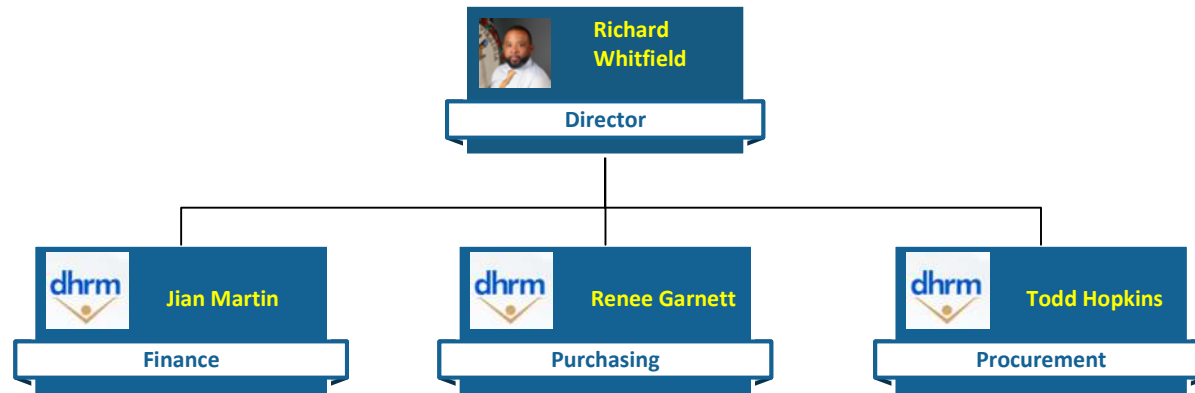 Richard
Whitfield
Director
dhrm
Jian Martin
Finance
dhrm
Renee Garnett
Purchasing
dhrm
Todd Hopkins
Procurement